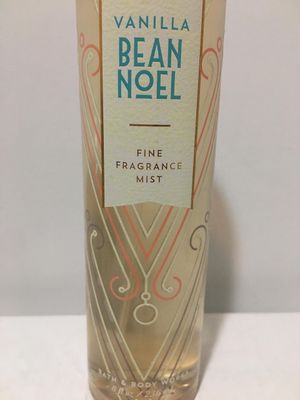 VANILLA
BEAN
NOEL
FINE
FRAGRANCE
MIST
BATH & BODY WORKS